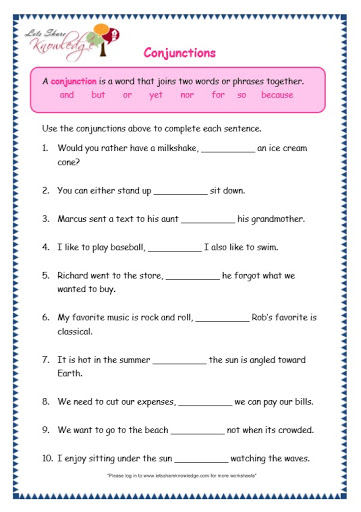 Lets Share
Knowledge
Conjunctions
A conjunction is a word that joins two words or phrases together.
and but or yet nor for so because
Use the conjunctions above to complete each sentence.
1. Would you rather have a milkshake, __________ an ice cream
cone?
2. You can either stand up __________ sit down.
3. Marcus sent a text to his aunt __________ his grandmother.
4. I like to play baseball, __________ I also like to swim.
5. Richard went to the store, __________ he forgot what we
wanted to buy.
6. My favorite music is rock and roll, __________ Rob's favorite is
classical.
7. It is hot in the summer __________ the sun is angled toward
Earth.
8. We need to cut our expenses, __________ we can pay our bills.
9. We want to go to the beach __________ not when its crowded.
10. I enjoy sitting under the sun __________ watching the waves.
"Please log in to www.letsshareknowledge.com for more worksheets"